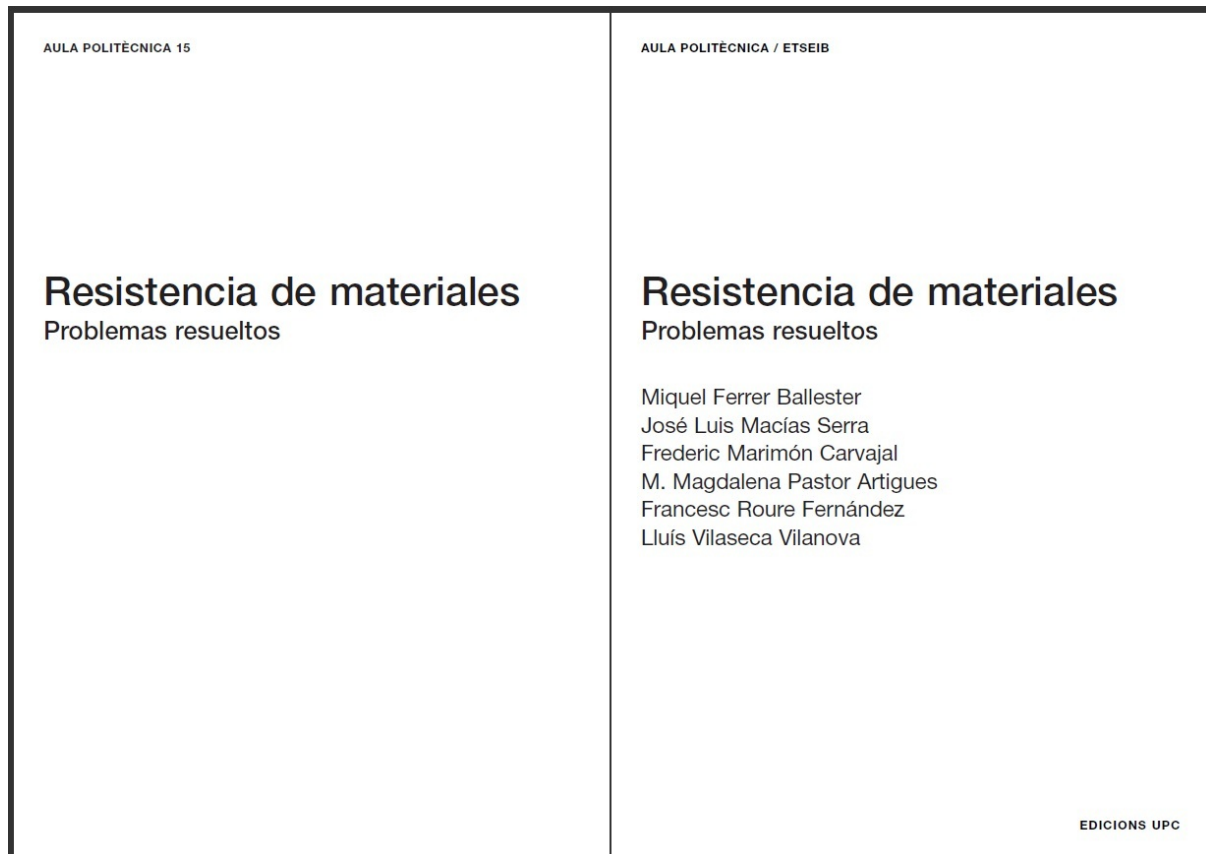 AULA POLITÈCNICA 15
Resistencia de materiales
Problemas resueltos
AULA POLITÈCNICA / ETSEIB
Resistencia de materiales
Problemas resueltos
Miquel Ferrer Ballester
José Luis Macías Serra
Frederic Marimón Carvajal
M. Magdalena Pastor Artigues
Francesc Roure Fernández
Lluís Vilaseca Vilanova
EDICIONS UPC